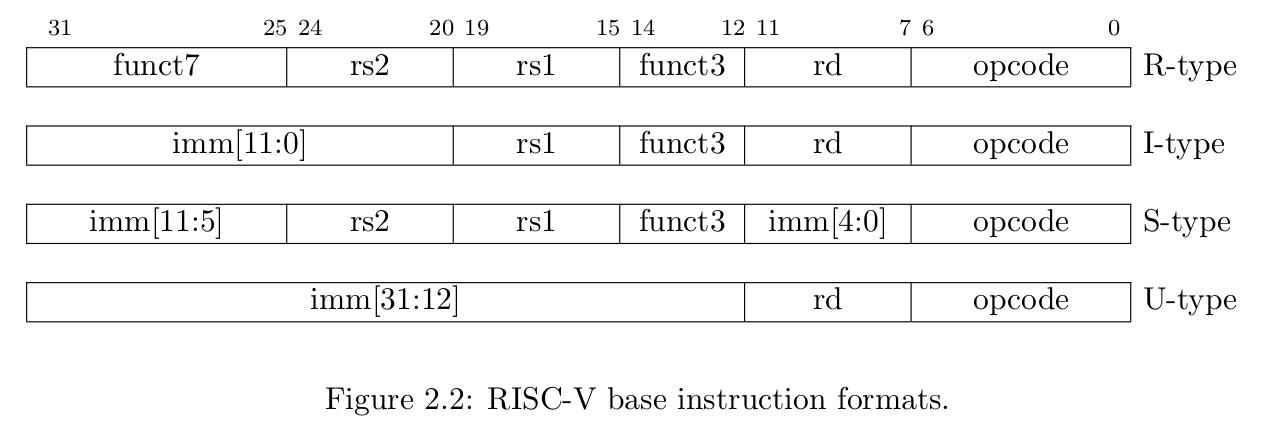 31 25 24 20 19 15 14 12 11 7 6 0
funct7 rs2 rs1 funct3 rd opcode R-type
imm[11:0] rs1 funct3 rd opcode I-type
imm[11:5] rs2 rs1 funct3 imm[4:0] opcode S-type
imm[31:12] rd opcode U-type
Figure 2.2: RISC-V base instruction formats.